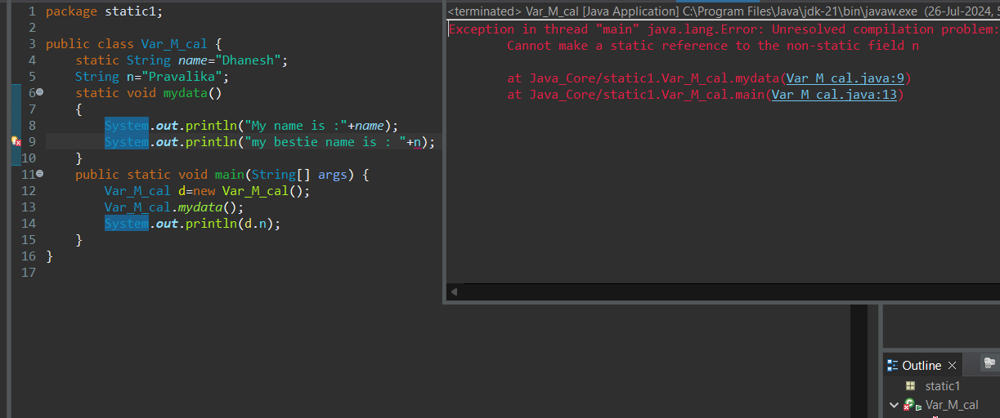 1 package static1;
2
3 public class Var_M_cal {
4     static String name="Dhanesh";
5     String n="Pravalika";
6     static void mydata()
7     {
8         System.out.println("My name is :"+name);
9         System.out.println("my bestie name is : "+n);
10     }
11     public static void main(String[] args) {
12         Var_M_cal d=new Var_M_cal();
13         Var_M_cal.mydata();
14         System.out.println(d.n);
15     }
16 }
17
<terminated> Var_M_cal [Java Application] C:\Program Files\Java\jdk-21\bin\javaw.exe (26-Jul-2024,
Exception in thread "main" java.lang.Error: Unresolved compilation problem:
Cannot make a static reference to the non-static field n
at Java_Core/static1.Var_M_cal.mydata(Var_M_cal.java:9)
at Java_Core/static1.Var_M_cal.main(Var_M_cal.java:13)
Outline
static1
Var_M_cal